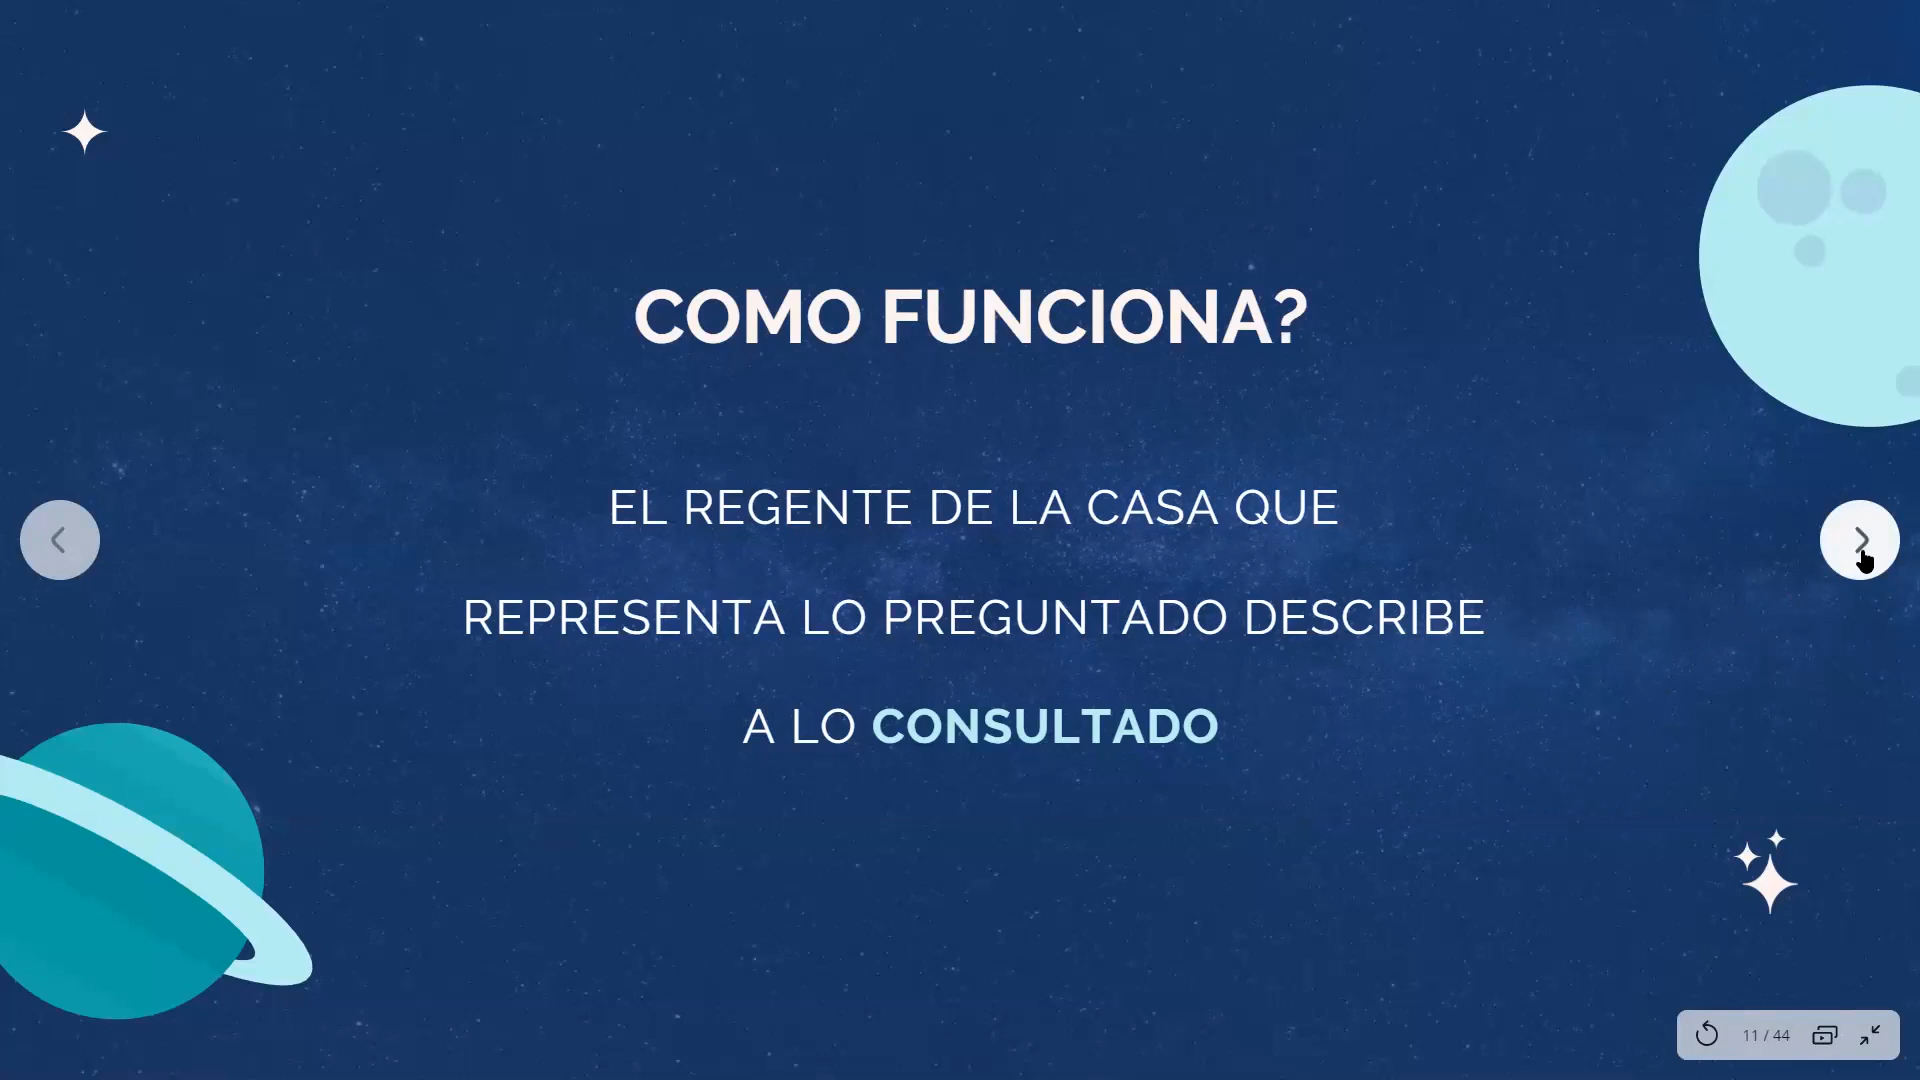 COMO FUNCIONA?
EL REGENTE DE LA CASA QUE
REPRESENTA LO PREGUNTADO DESCRIBE
A LO CONSULTADO
11 / 44